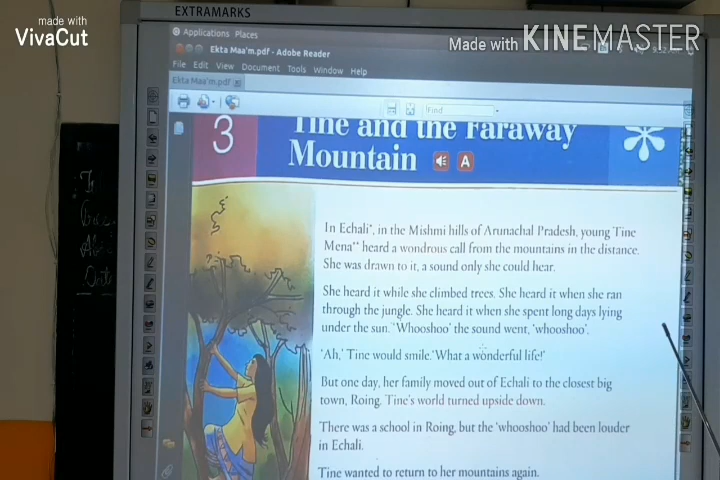 EXTRAMARKS
made with
VivaCut
Made with KINEMASTER
Applications Places
Ekta Maa'm.pdf - Adobe Reader
File Edit View Document Tools Window Help
Ekta Maa'm.pdf
Find
3
Tine and the Faraway
Mountain
A
In Echali*, in the Mishmi hills of Arunachal Pradesh, young Tine
Mena** heard a wondrous call from the mountains in the distance.
She was drawn to it, a sound only she could hear.
She heard it while she climbed trees. She heard it when she ran
through the jungle. She heard it when she spent long days lying
under the sun. 'Whooshoo' the sound went, 'whooshoo'.
'Ah,' Tine would smile. 'What a wonderful life!'
But one day, her family moved out of Echali to the closest big
town, Roing. Tine's world turned upside down.
There was a school in Roing, but the 'whooshoo' had been louder
in Echali.
Tine wanted to return to her mountains again.